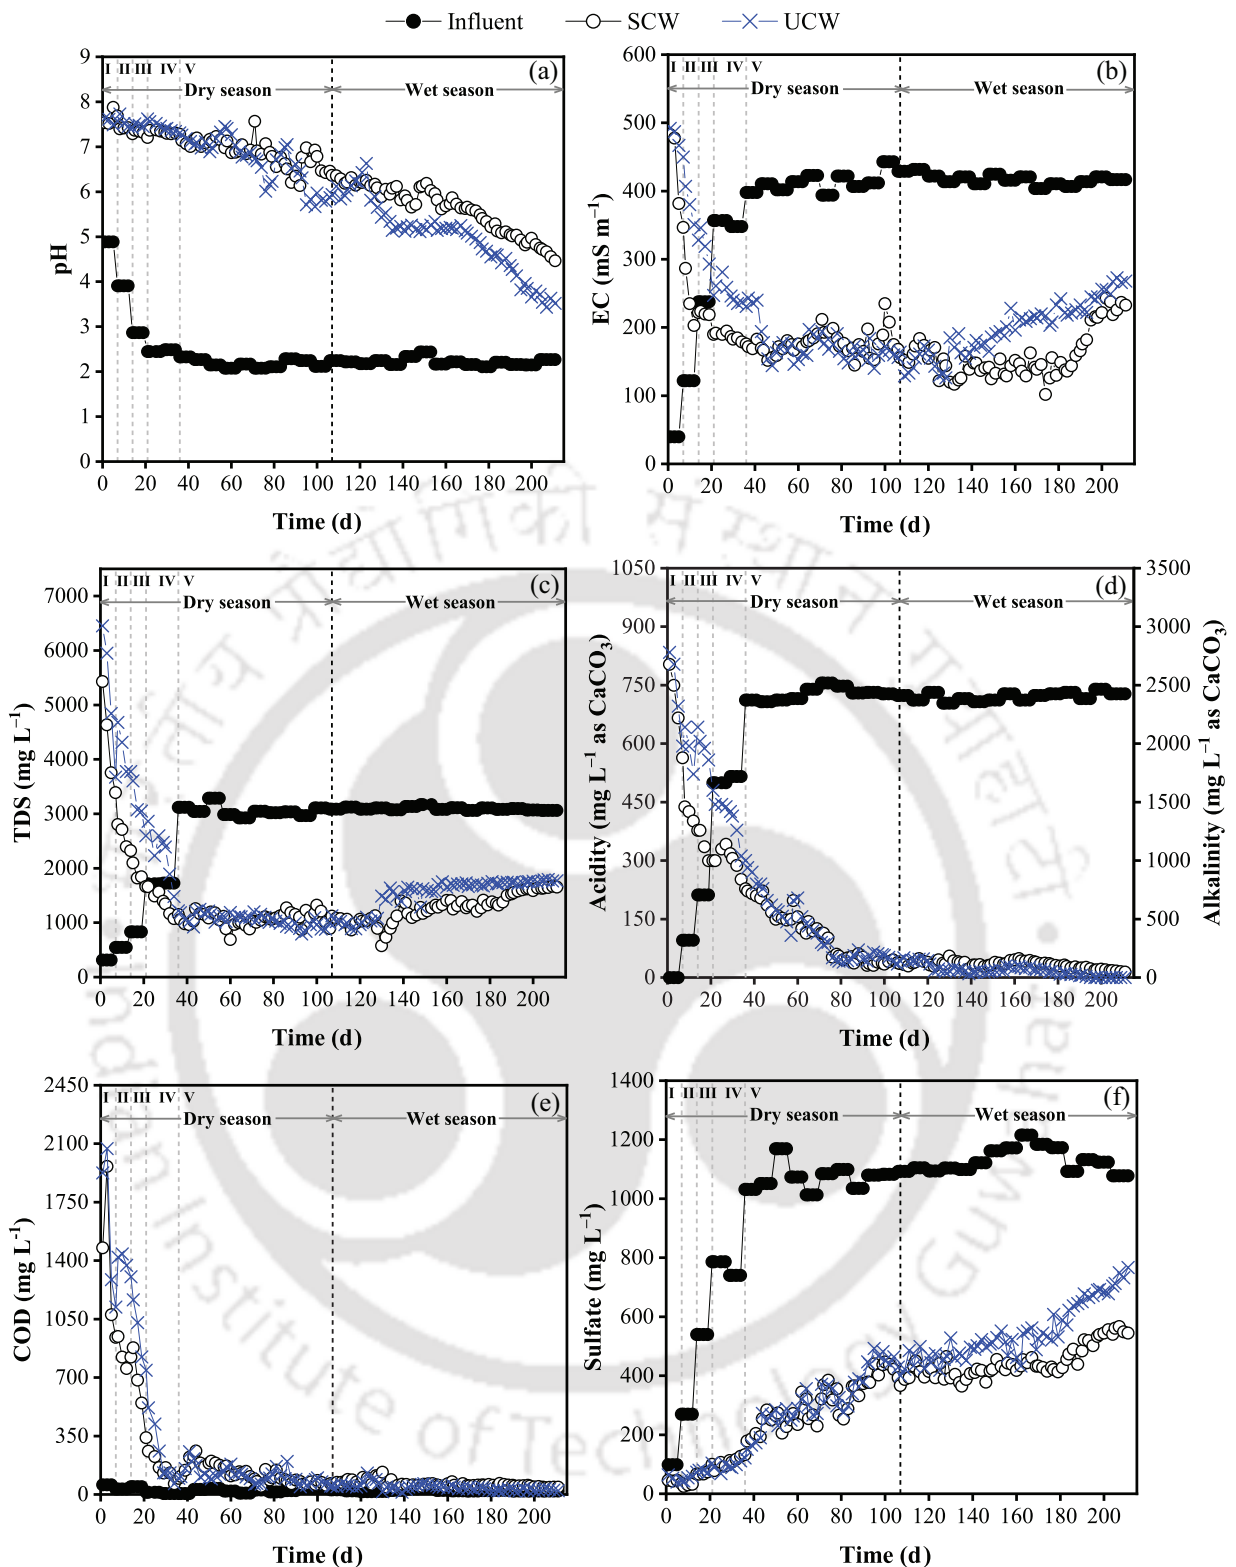 Influent SCW UCW
(a)
I II III IV V
Dry season Wet season
9
8
7
6
5
4
3
2
1
0
pH
0 20 40 60 80 100 120 140 160 180 200
Time (d)
(b)
I II III IV V
Dry season Wet season
600
500
400
300
200
100
0
EC (mS m⁻¹)
0 20 40 60 80 100 120 140 160 180 200
Time (d)
(c)
I II III IV V
Dry season Wet season
7000
6000
5000
4000
3000
2000
1000
0
TDS (mg L⁻¹)
0 20 40 60 80 100 120 140 160 180 200
Time (d)
(d)
I II III IV V
Dry season Wet season
1050
900
750
600
450
300
150
0
Acidity (mg L⁻¹ as CaCO₃)
3500
3000
2500
2000
1500
1000
500
0
Alkalinity (mg L⁻¹ as CaCO₃)
0 20 40 60 80 100 120 140 160 180 200
Time (d)
(e)
I II III IV V
Dry season Wet season
2450
2100
1750
1400
1050
700
350
0
COD (mg L⁻¹)
0 20 40 60 80 100 120 140 160 180 200
Time (d)
(f)
I II III IV V
Dry season Wet season
1400
1200
1000
800
600
400
200
0
Sulfate (mg L⁻¹)
0 20 40 60 80 100 120 140 160 180 200
Time (d)
Indian Institute of Technology Guwahati